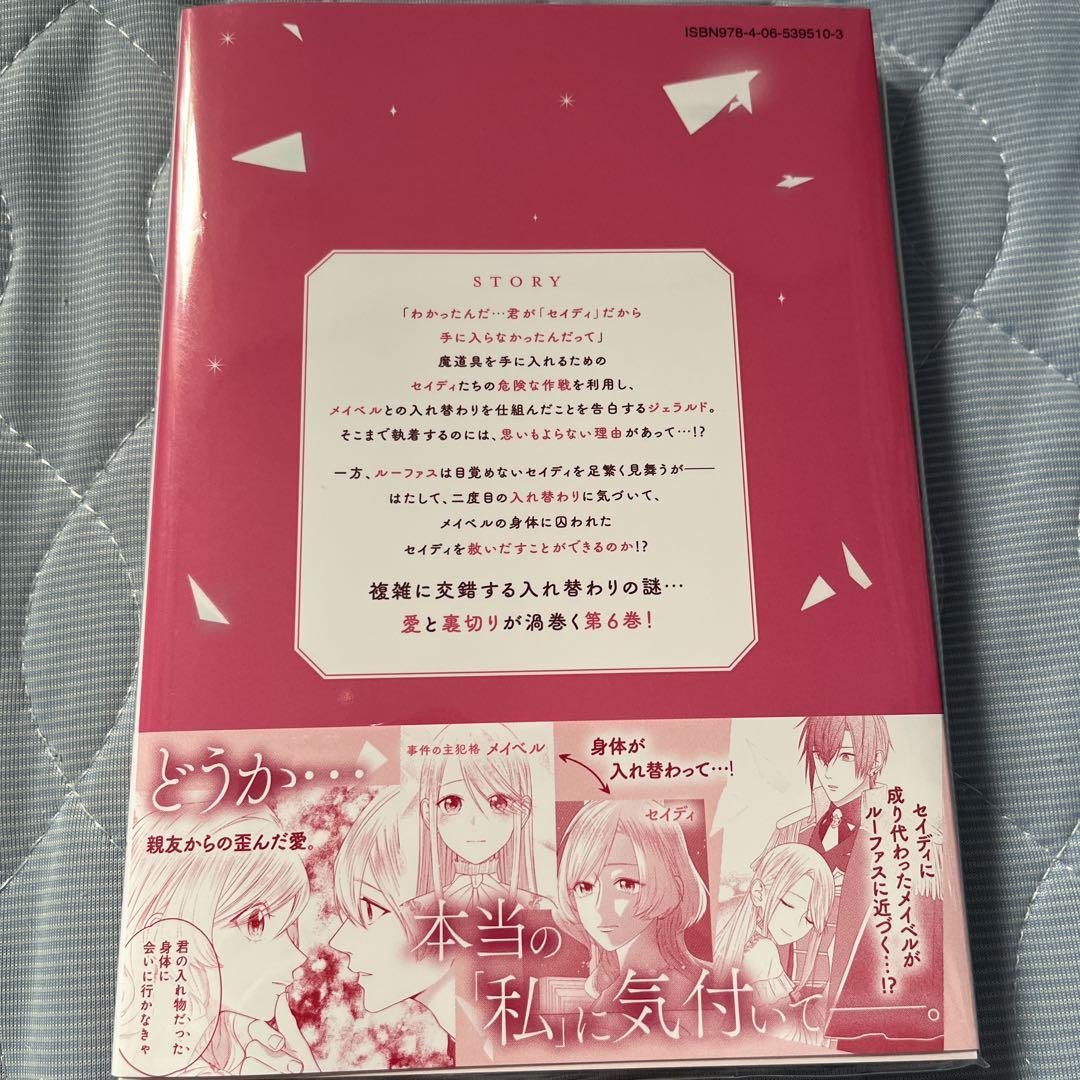 ISBN978-4-06-539510-3
STORY
「わかったんだ…君が「セイディ」だから
手に入らなかったんだって」
魔道具を手に入れるための
セイディたちの危険な作戦を利用し、
メイベルとの入れ替わりを仕組んだことを告白するジェラルド。
そこまで執着するのには、思いもよらない理由があって…!?
一方、ルーファスは目覚めないセイディを足繁く見舞うが――
はたして、二度目の入れ替わりに気づいて、
メイベルの身体に囚われた
セイディを救いだすことができるのか!?
複雑に交錯する入れ替わりの謎…
愛と裏切りが渦巻く第6巻!
どうか…
親友からの歪んだ愛。
君の入れ物だった、
身体に
会いに行かなきゃ
事件の主犯格 メイベル
身体が
入れ替わって…!
セイディ
セイディに
成り代わったメイベルが
ルーファスに近づく…!?
本当の
「私」に気付いて――。